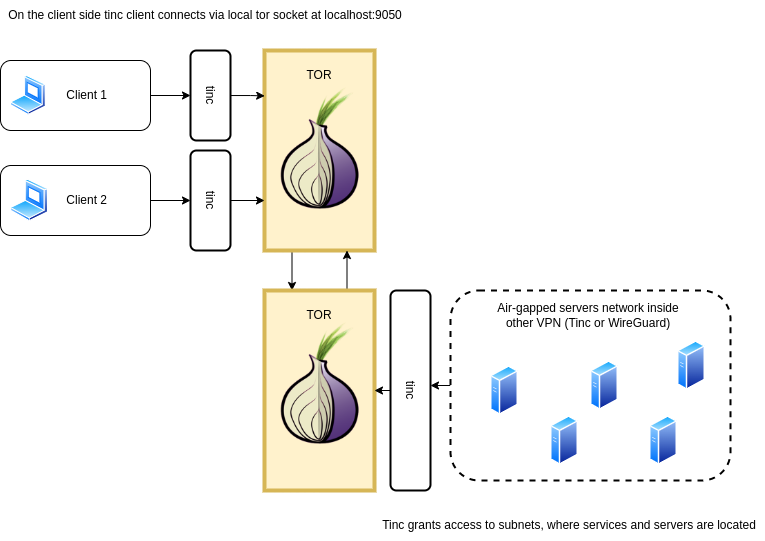 On the client side tinc client connects via local tor socket at localhost:9050
TOR
Client 1
tinc
Client 2
tinc
TOR
Air-gapped servers network inside
other VPN (Tinc or WireGuard)
tinc
Tinc grants access to subnets, where services and servers are located